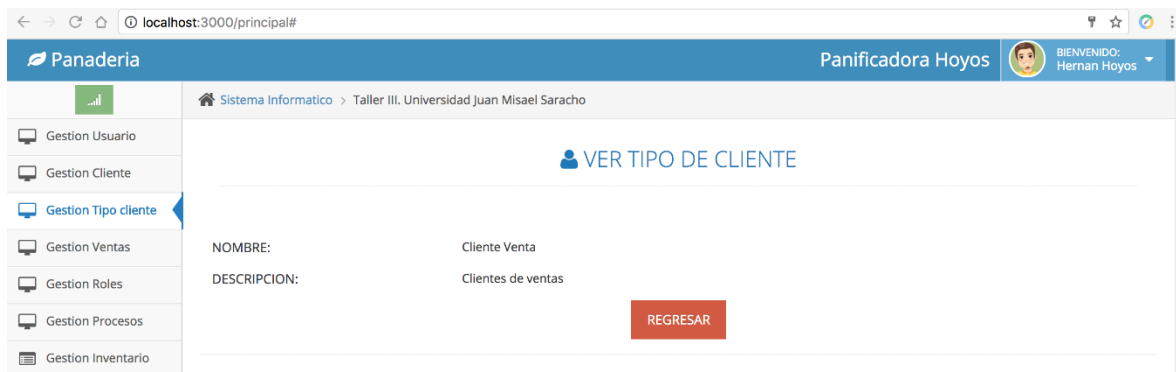 localhost:3000/principal#
Panaderia
Panificadora Hoyos
BIENVENIDO:
Hernan Hoyos
Sistema Informatico > Taller III. Universidad Juan Misael Saracho
Gestion Usuario
Gestion Cliente
Gestion Tipo cliente
Gestion Ventas
Gestion Roles
Gestion Procesos
Gestion Inventario
VER TIPO DE CLIENTE
NOMBRE: Cliente Venta
DESCRIPCION: Clientes de ventas
REGRESAR